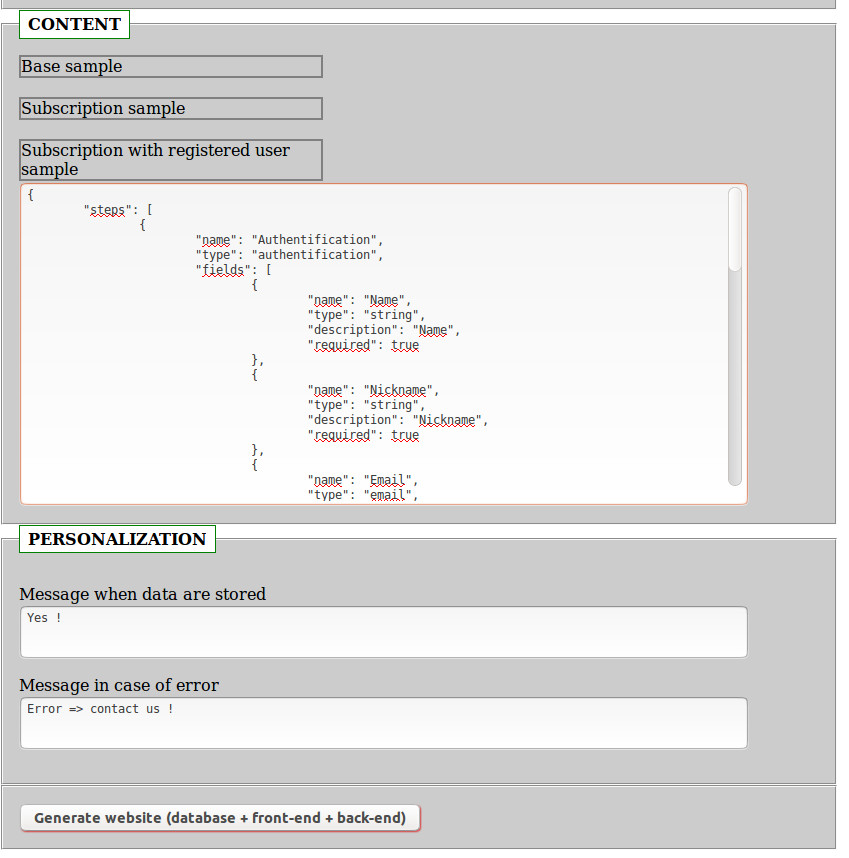 CONTENT
Base sample
Subscription sample
Subscription with registered user
sample
{
"steps": [
{
"name": "Authentification",
"type": "authentification",
"fields": [
{
"name": "Name",
"type": "string",
"description": "Name",
"required": true
},
{
"name": "Nickname",
"type": "string",
"description": "Nickname",
"required": true
},
{
"name": "Email",
"type": "email",
PERSONALIZATION
Message when data are stored
Yes !
Message in case of error
Error => contact us !
Generate website (database + front-end + back-end)